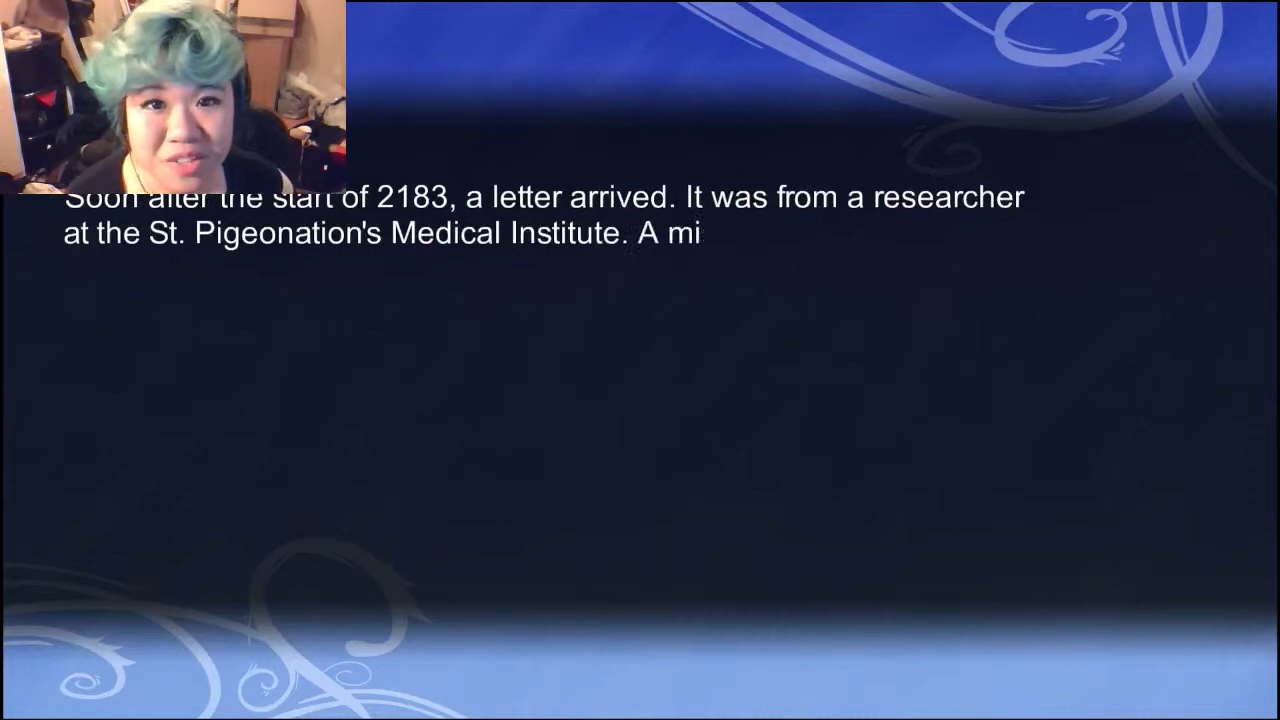 Soon after the start of 2183, a letter arrived. It was from a researcher
at the St. Pigeonation's Medical Institute. A mi